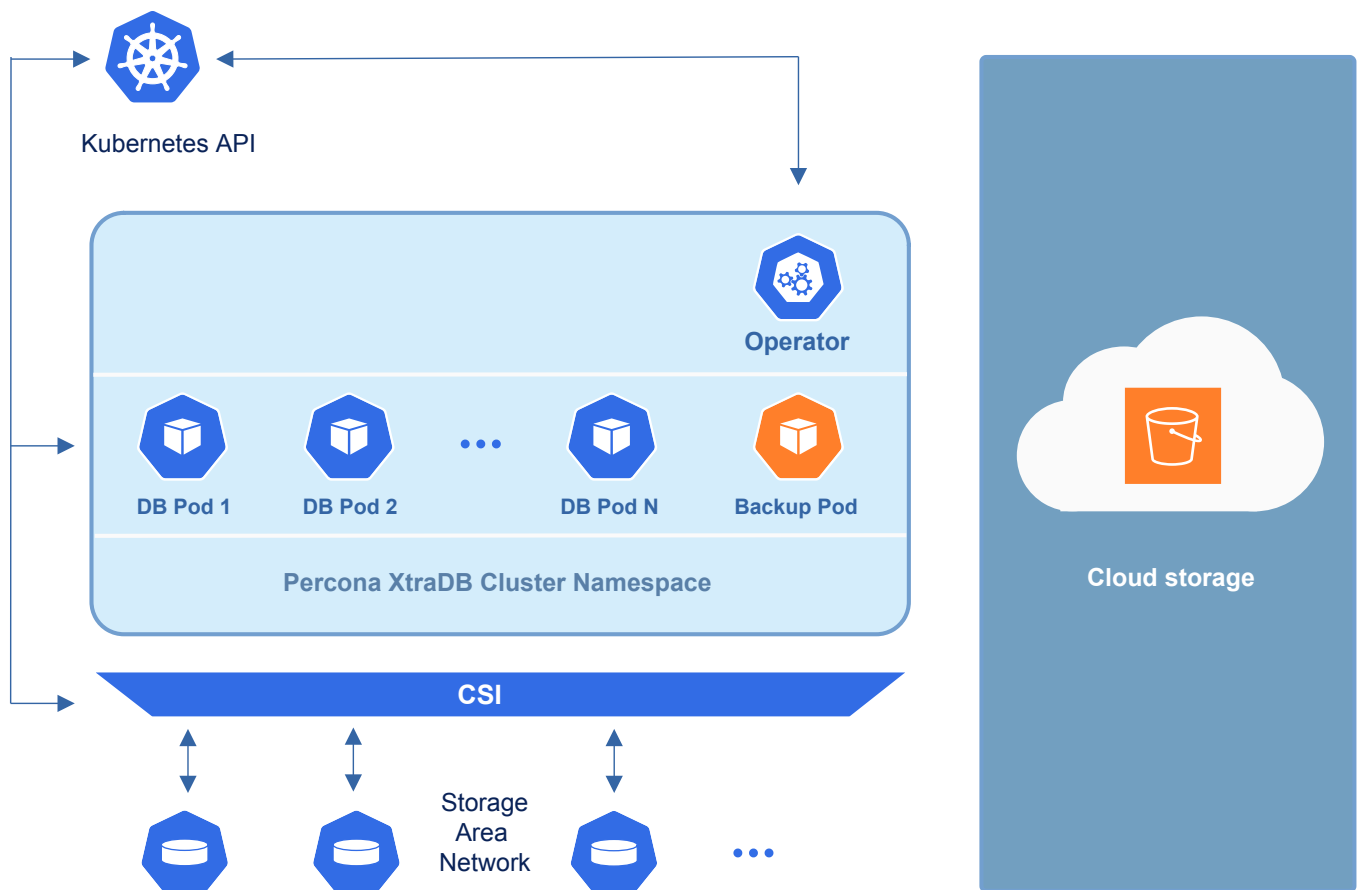 Kubernetes API
Operator
DB Pod 1
DB Pod 2
DB Pod N
Backup Pod
Percona XtraDB Cluster Namespace
Cloud storage
CSI
Storage
Area
Network